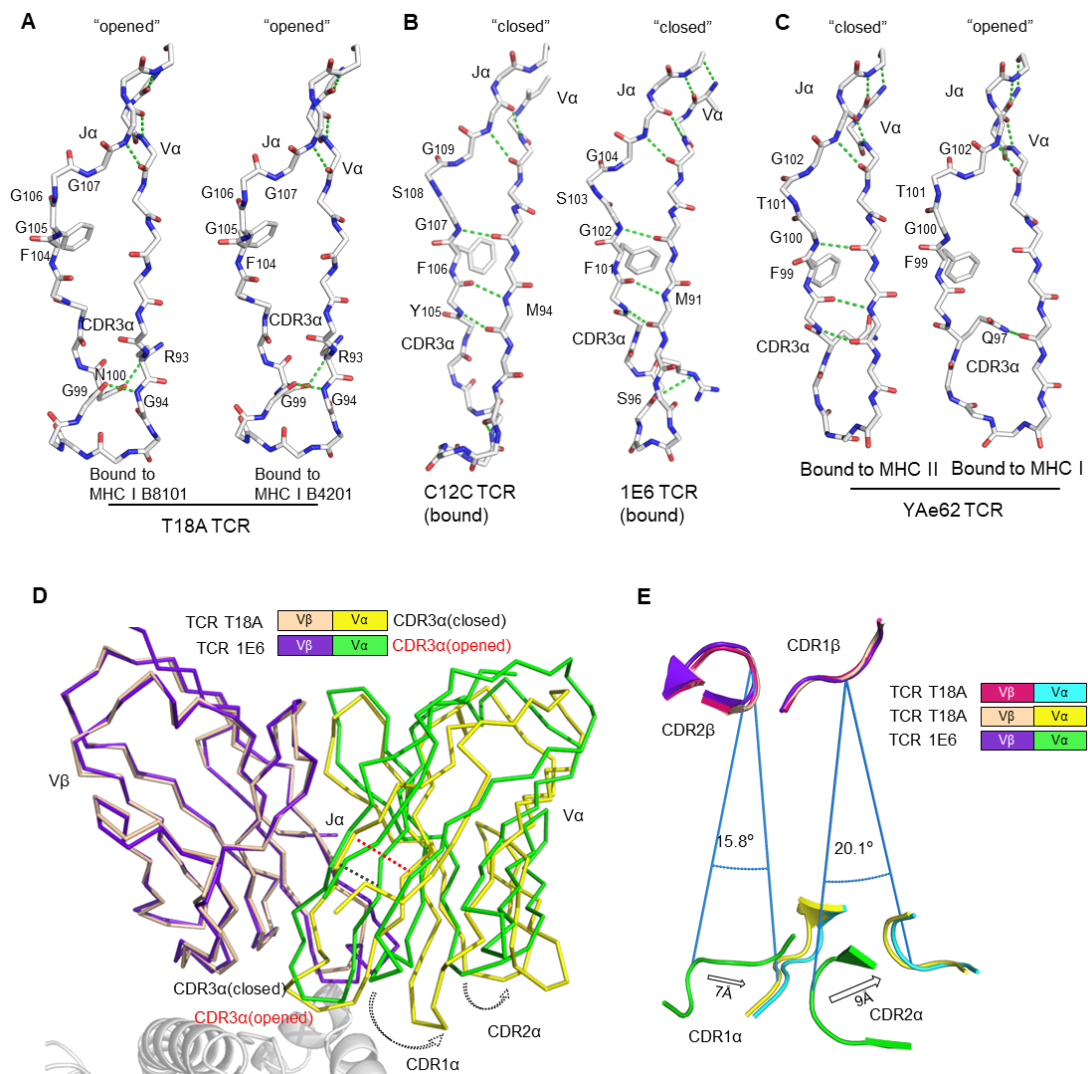 A
“opened”
“opened”
Jα
Vα
G106
G107
G105
F104
CDR3α
R93
N100
G99
G94
Bound to
MHC I B8101
Jα
Vα
G106
G107
G105
F104
CDR3α
R93
G99
G94
Bound to
MHC I B4201
T18A TCR
B
“closed”
“closed”
Jα
Vα
G109
S108
G107
F106
Y105
M94
CDR3α
C12C TCR
(bound)
Jα
Vα
G104
S103
G102
F101
M91
CDR3α
S96
1E6 TCR
(bound)
C
“closed”
“opened”
Jα
Vα
G102
T101
G100
F99
CDR3α
Bound to MHC II
Jα
Vα
G102
T101
G100
F99
Q97
CDR3α
Bound to MHC I
YAe62 TCR
D
TCR T18A Vβ Vα CDR3α(closed)
TCR 1E6 Vβ Vα CDR3α(opened)
Vβ
Jα
Vα
CDR3α(closed)
CDR3α(opened)
CDR1α
CDR2α
E
CDR2β
CDR1β
TCR T18A Vβ Vα
TCR T18A Vβ Vα
TCR 1E6 Vβ Vα
15.8º
20.1º
7Å
9Å
CDR1α
CDR2α